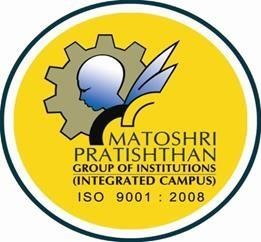 MATOSHRI
PRATISHTHAN
GROUP OF INSTITUTIONS
(INTEGRATED CAMPUS)
ISO 9001 : 2008